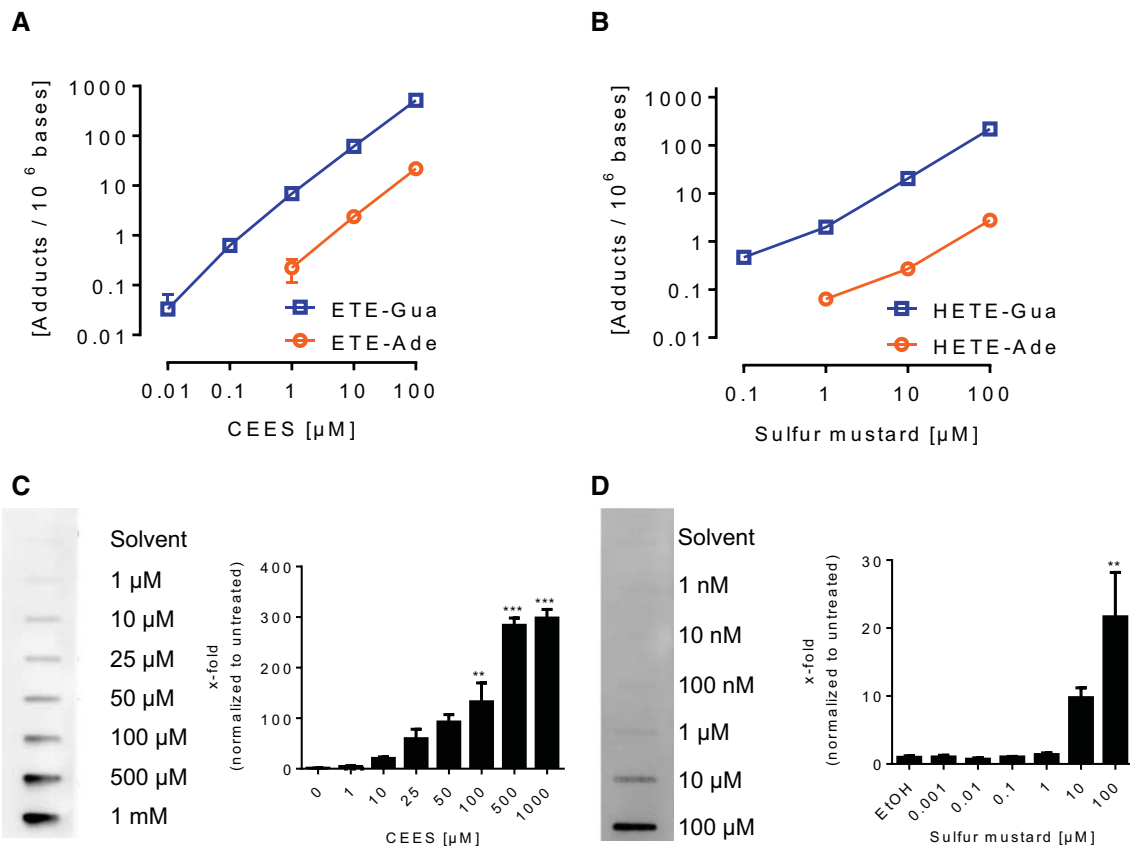 A
[Adducts / 10^6 bases]
1000
100
10
1
0.1
0.01
ETE-Gua
ETE-Ade
0.01 0.1 1 10 100
CEES [µM]
B
[Adducts / 10^6 bases]
1000
100
10
1
0.1
0.01
HETE-Gua
HETE-Ade
0.1 1 10 100
Sulfur mustard [µM]
C
Solvent
1 µM
10 µM
25 µM
50 µM
100 µM
500 µM
1 mM
x-fold
(normalized to untreated)
400
300
200
100
0
**
***
***
0 1 10 25 50 100 500 1000
CEES [µM]
D
Solvent
1 nM
10 nM
100 nM
1 µM
10 µM
100 µM
x-fold
(normalized to untreated)
30
20
10
0
**
EtOH 0.001 0.01 0.1 1 10 100
Sulfur mustard [µM]